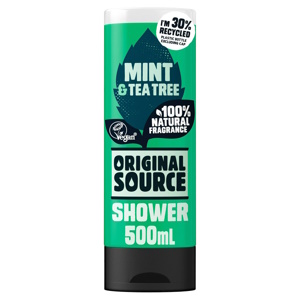 I'M 30%
RECYCLED
PLASTIC BOTTLE
EXCLUDING CAP
MINT
& TEA TREE
100%
NATURAL
FRAGRANCE
Vegan
ORIGINAL
SOURCE
SHOWER
500mL